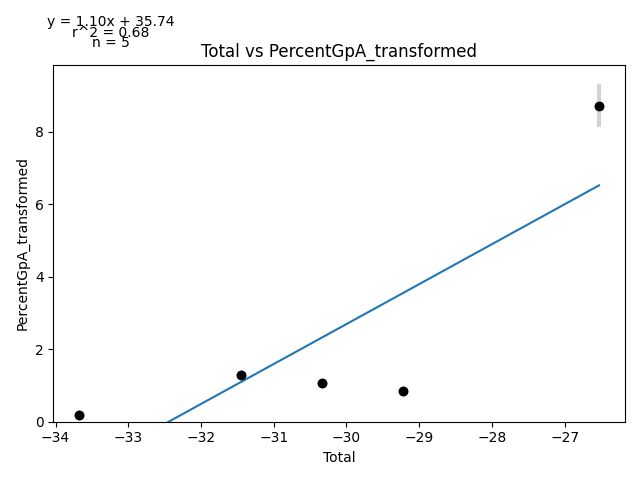 y = 1.10x + 35.74
r^2 = 0.68
n = 5
Total vs PercentGpA_transformed
PercentGpA_transformed
8
6
4
2
0
−34 −33 −32 −31 −30 −29 −28 −27
Total